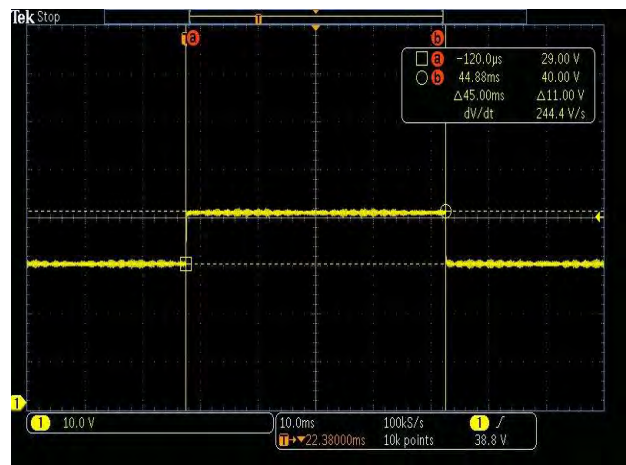 Tek Stop
T
T a b
a -120.0µs 29.00 V
b 44.88ms 40.00 V
Δ45.00ms Δ11.00 V
dV/dt 244.4 V/s
1
1 10.0 V
10.0ms 100kS/s 1
T→▼22.38000ms 10k points 38.8 V